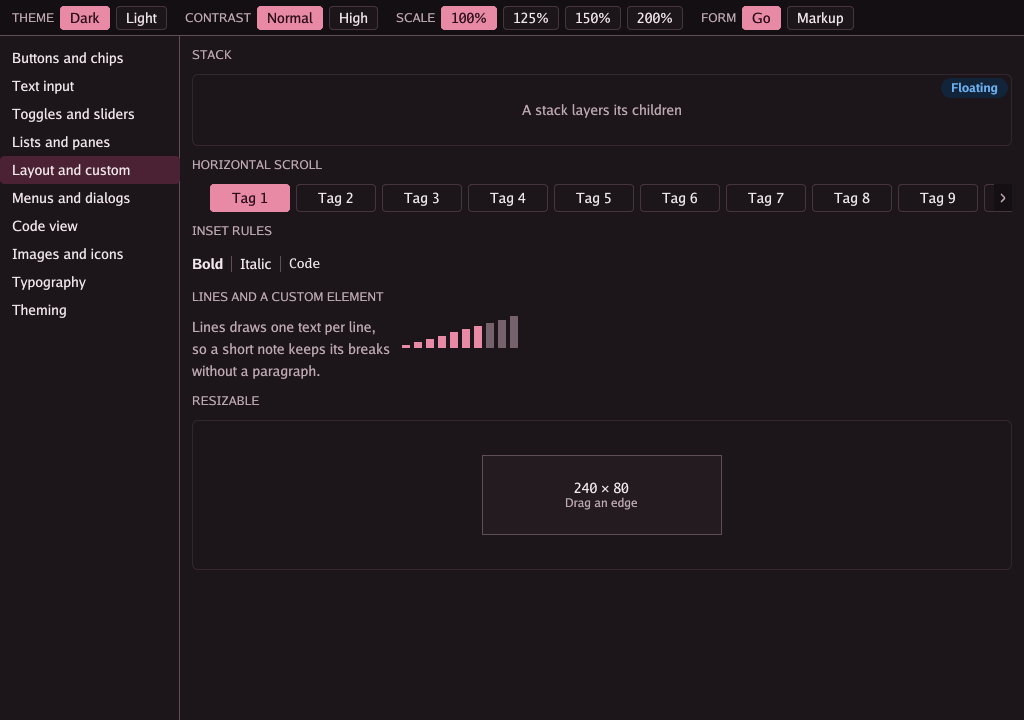 THEME Dark Light CONTRAST Normal High SCALE 100% 125% 150% 200% FORM Go Markup
Buttons and chips
Text input
Toggles and sliders
Lists and panes
Layout and custom
Menus and dialogs
Code view
Images and icons
Typography
Theming
STACK
Floating
A stack layers its children
HORIZONTAL SCROLL
Tag 1 Tag 2 Tag 3 Tag 4 Tag 5 Tag 6 Tag 7 Tag 8 Tag 9
INSET RULES
Bold Italic Code
LINES AND A CUSTOM ELEMENT
Lines draws one text per line,
so a short note keeps its breaks
without a paragraph.
RESIZABLE
240 × 80
Drag an edge